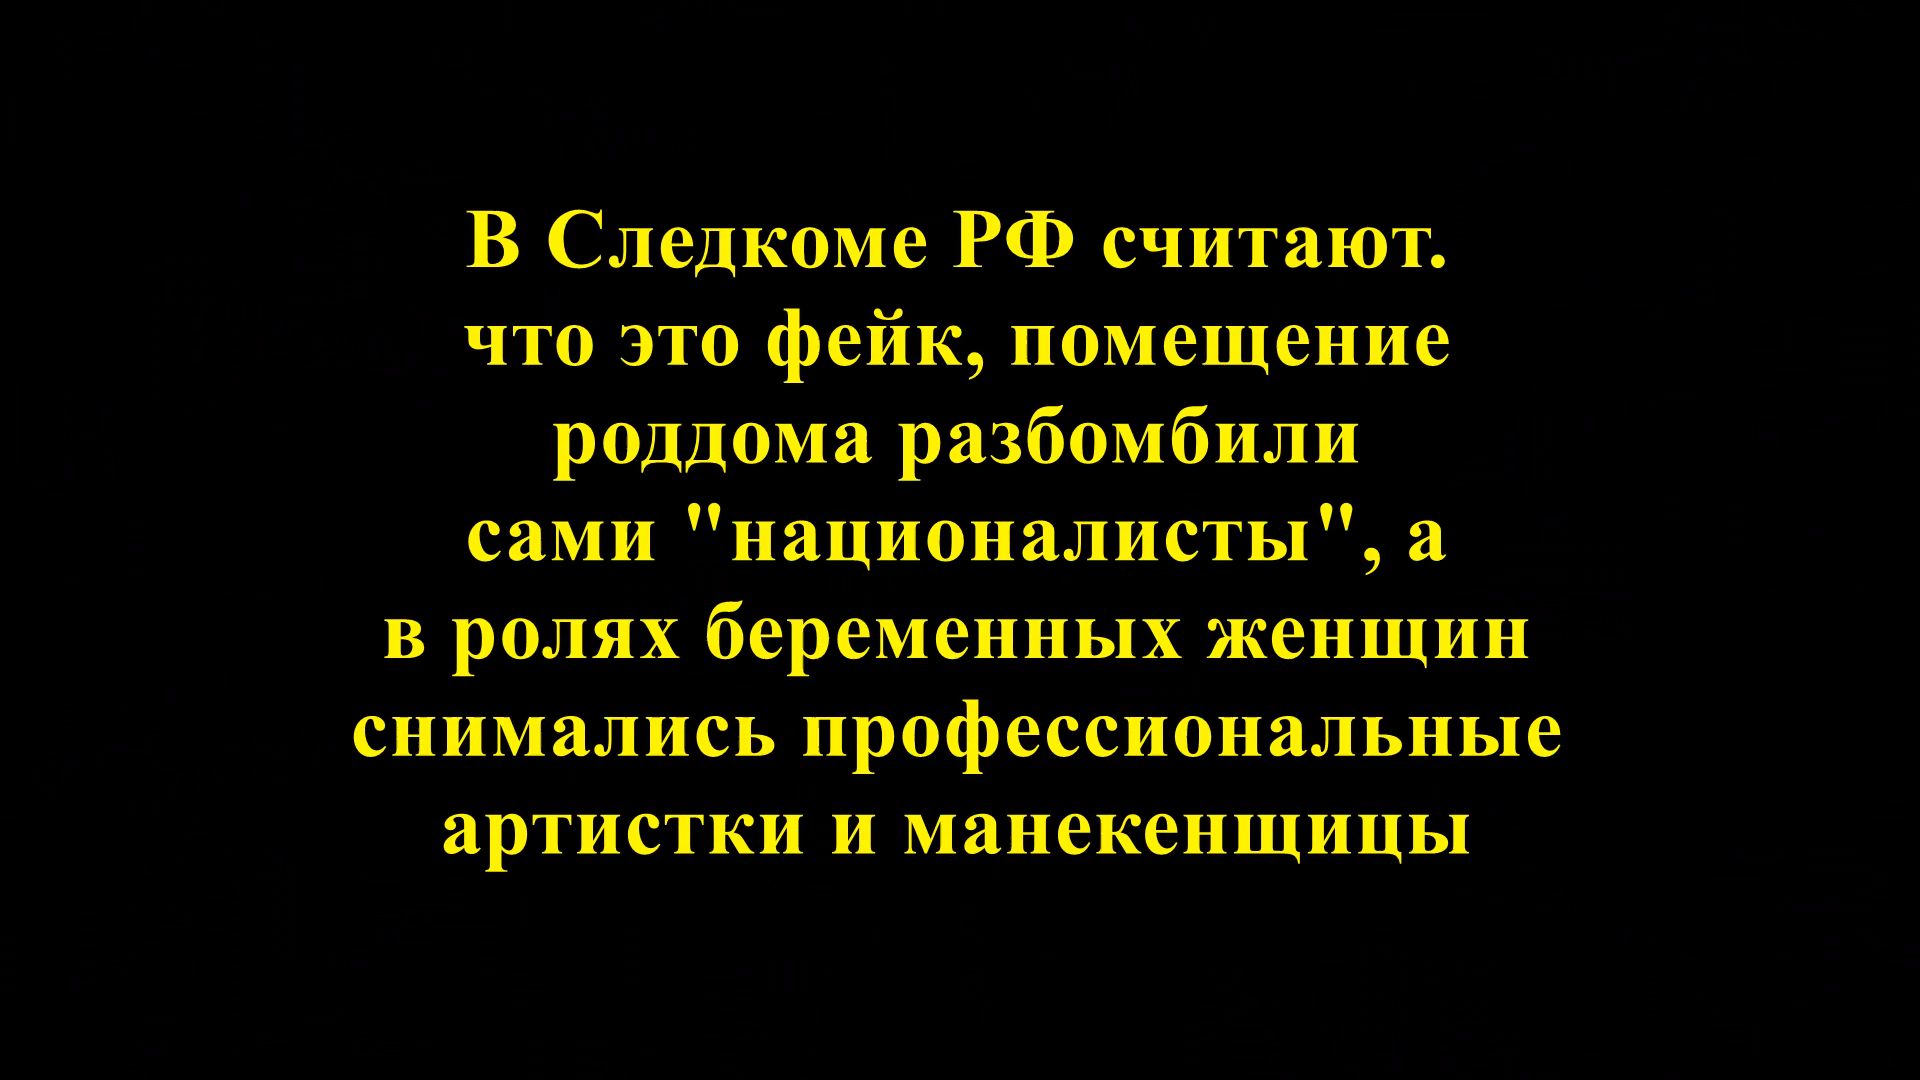 В Следкоме РФ считают.
что это фейк, помещение
роддома разбомбили
сами "националисты", а
в ролях беременных женщин
снимались профессиональные
артистки и манекенщицы